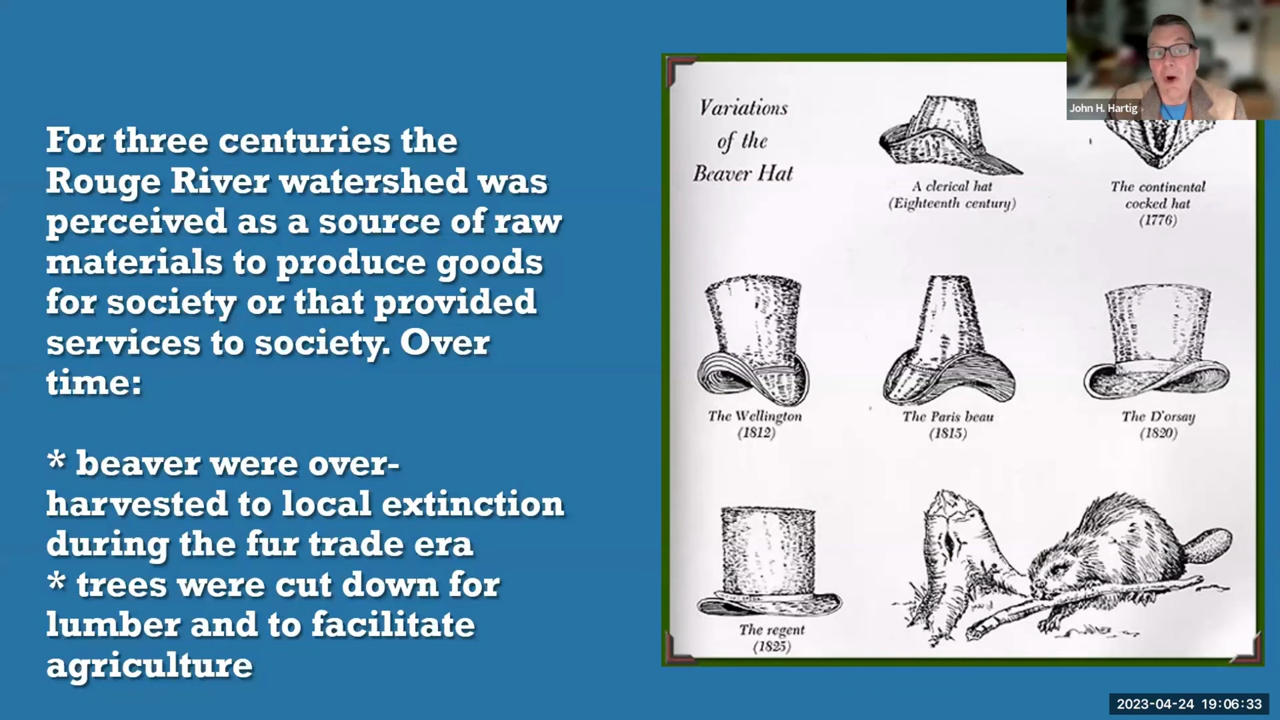 For three centuries the
Rouge River watershed was
perceived as a source of raw
materials to produce goods
for society or that provided
services to society. Over
time:
* beaver were over-
harvested to local extinction
during the fur trade era
* trees were cut down for
lumber and to facilitate
agriculture
Variations
of the
Beaver Hat
A clerical hat
(Eighteenth century)
The continental
cocked hat
(1776)
The Wellington
(1812)
The Paris beau
(1815)
The D'orsay
(1820)
The regent
(1825)
John H. Hartig
2023-04-24 19:06:33